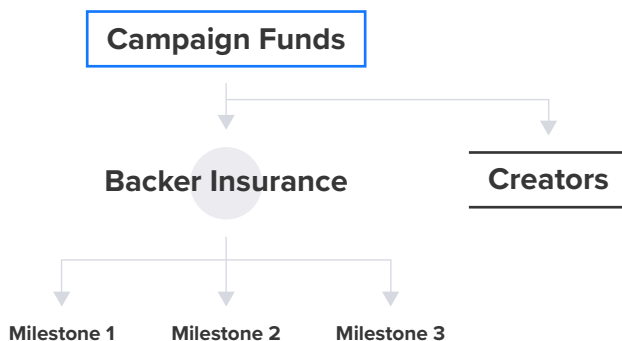 Campaign Funds
Backer Insurance
Creators
Milestone 1
Milestone 2
Milestone 3